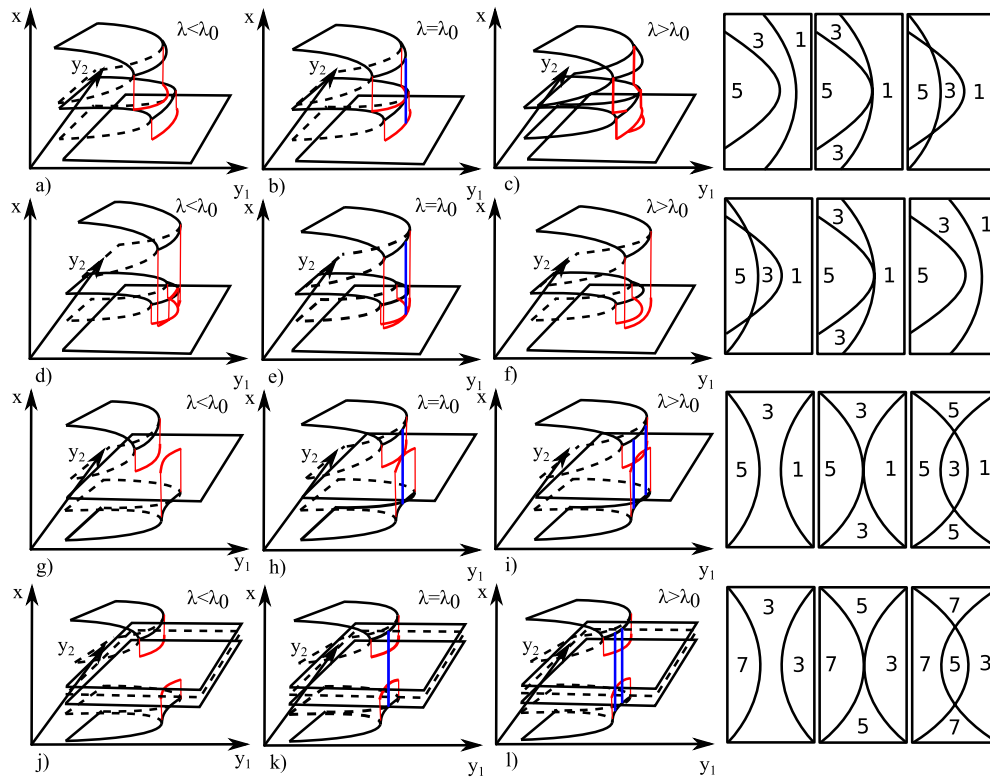 x λ<λ₀ y₂ a)
λ=λ₀ y₂ b) y₁
x λ>λ₀ y₂ c) y₁
3 1 5
3 5 1 3
5 3 1
x λ<λ₀ y₂ d) y₁
x λ=λ₀ y₂ e) y₁
x λ>λ₀ y₂ f) y₁
5 3 1
3 5 1 3
3 1 5
x λ<λ₀ y₂ g) y₁
x λ=λ₀ y₂ h) y₁
x λ>λ₀ y₂ i) y₁
3 5 1
3 5 1 3
5 5 3 1 5
x λ<λ₀ y₂ j) y₁
x λ=λ₀ y₂ k) y₁
x λ>λ₀ y₂ l) y₁
3 7 3
5 7 3 5
7 7 5 3 7